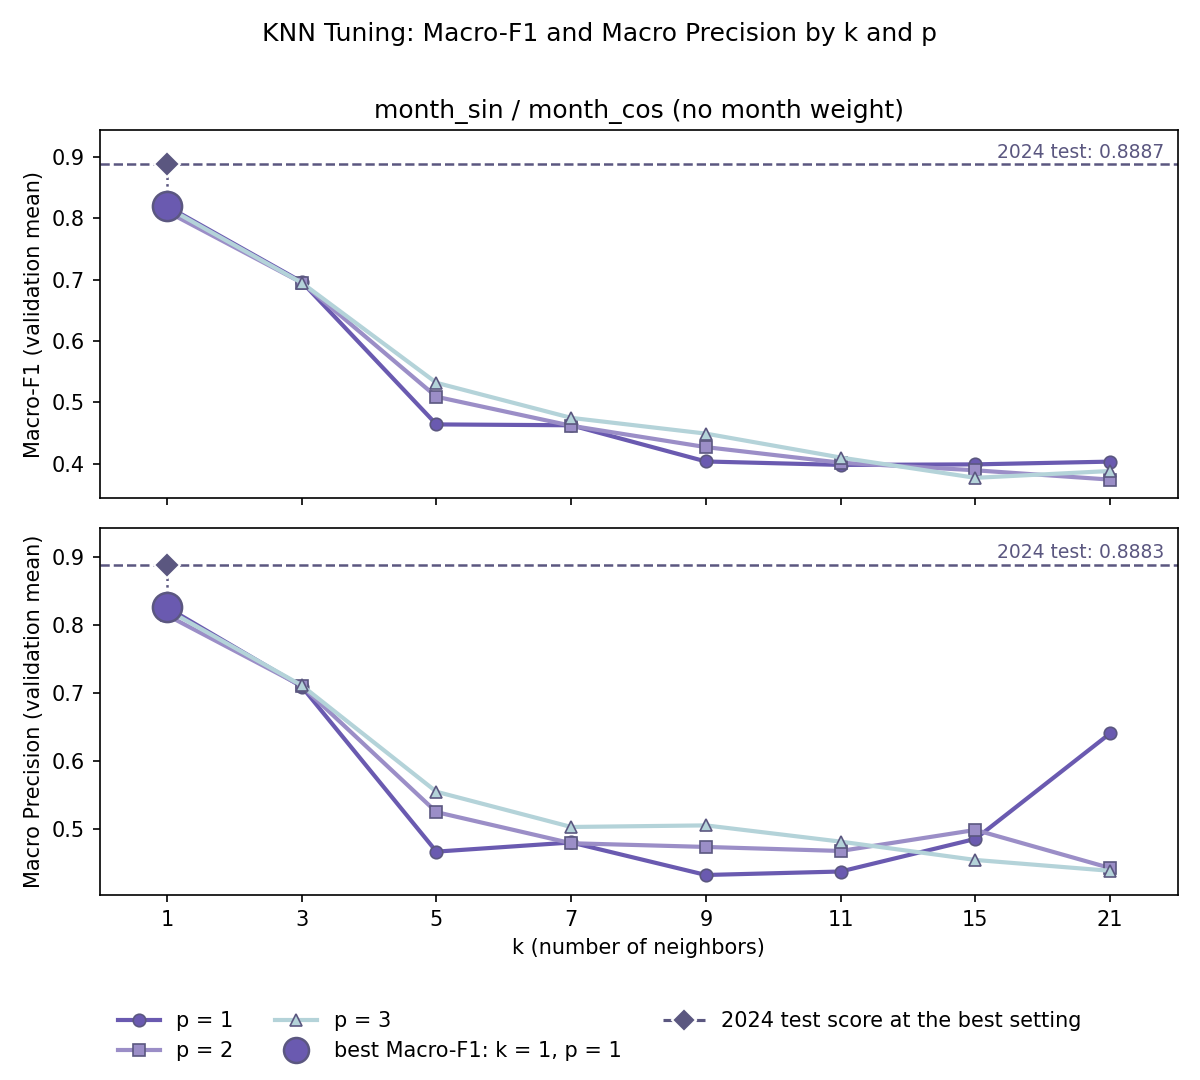 KNN Tuning: Macro-F1 and Macro Precision by k and p
month_sin / month_cos (no month weight)
Macro-F1 (validation mean)
0.9
0.8
0.7
0.6
0.5
0.4
2024 test: 0.8887
Macro Precision (validation mean)
0.9
0.8
0.7
0.6
0.5
2024 test: 0.8883
1 3 5 7 9 11 15 21
k (number of neighbors)
p = 1
p = 2
p = 3
best Macro-F1: k = 1, p = 1
2024 test score at the best setting